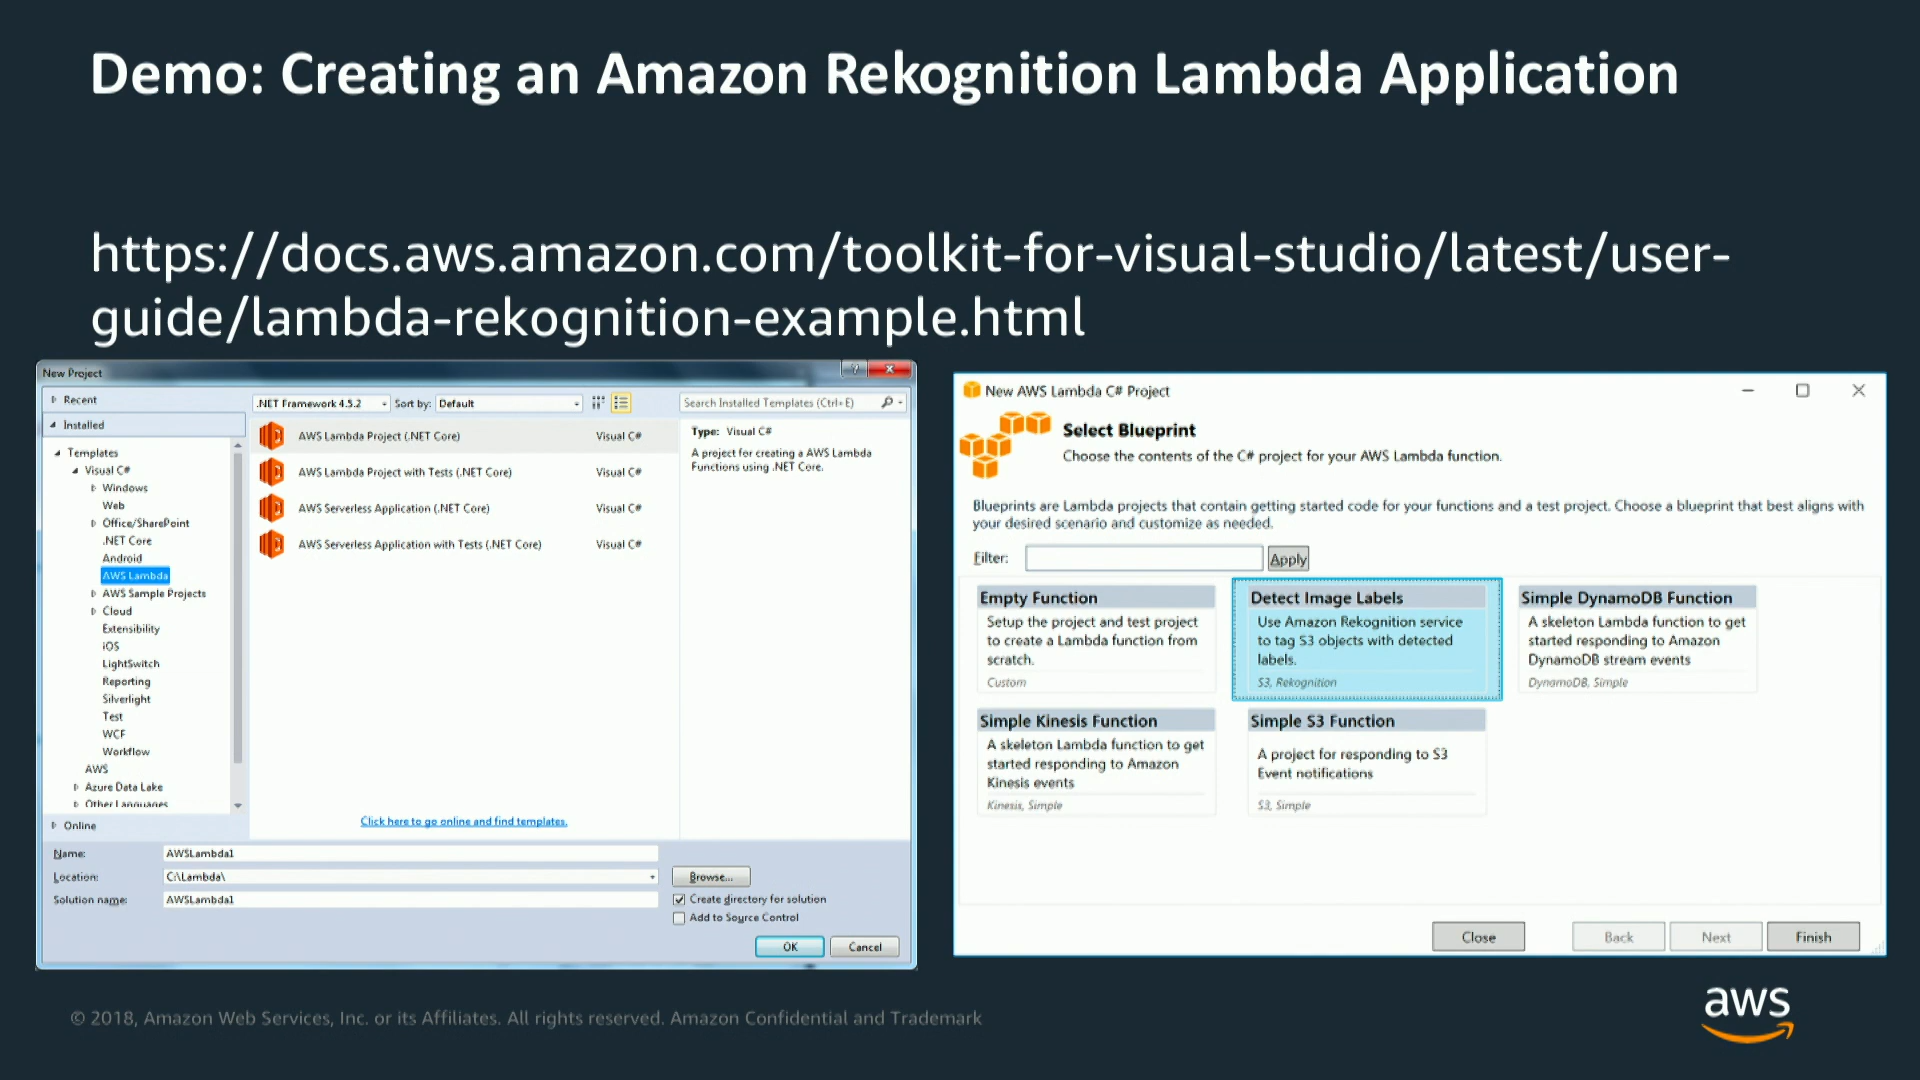 Demo: Creating an Amazon Rekognition Lambda Application
https://docs.aws.amazon.com/toolkit-for-visual-studio/latest/user-
guide/lambda-rekognition-example.html
New Project
?
Recent
.NET Framework 4.5.2
Sort by: Default
Search Installed Templates (Ctrl+E)
Installed
Templates
Visual C#
Windows
Web
Office/SharePoint
.NET Core
Android
AWS Lambda
AWS Sample Projects
Cloud
Extensibility
iOS
LightSwitch
Reporting
Silverlight
Test
WCF
Workflow
AWS
Azure Data Lake
Other Languages
Online
AWS Lambda Project (.NET Core) Visual C#
AWS Lambda Project with Tests (.NET Core) Visual C#
AWS Serverless Application (.NET Core) Visual C#
AWS Serverless Application with Tests (.NET Core) Visual C#
Click here to go online and find templates.
Type: Visual C#
A project for creating a AWS Lambda
Functions using .NET Core.
Name: AWSLambda1
Location: C:\Lambda\
Browse...
Solution name: AWSLambda1
Create directory for solution
Add to Source Control
OK
Cancel
New AWS Lambda C# Project
Select Blueprint
Choose the contents of the C# project for your AWS Lambda function.
Blueprints are Lambda projects that contain getting started code for your functions and a test project. Choose a blueprint that best aligns with
your desired scenario and customize as needed.
Filter:
Apply
Empty Function
Setup the project and test project
to create a Lambda function from
scratch.
Custom
Detect Image Labels
Use Amazon Rekognition service
to tag S3 objects with detected
labels.
S3, Rekognition
Simple DynamoDB Function
A skeleton Lambda function to get
started responding to Amazon
DynamoDB stream events
DynamoDB, Simple
Simple Kinesis Function
A skeleton Lambda function to get
started responding to Amazon
Kinesis events
Kinesis, Simple
Simple S3 Function
A project for responding to S3
Event notifications
S3, Simple
Close
Back
Next
Finish
© 2018, Amazon Web Services, Inc. or its Affiliates. All rights reserved. Amazon Confidential and Trademark
aws